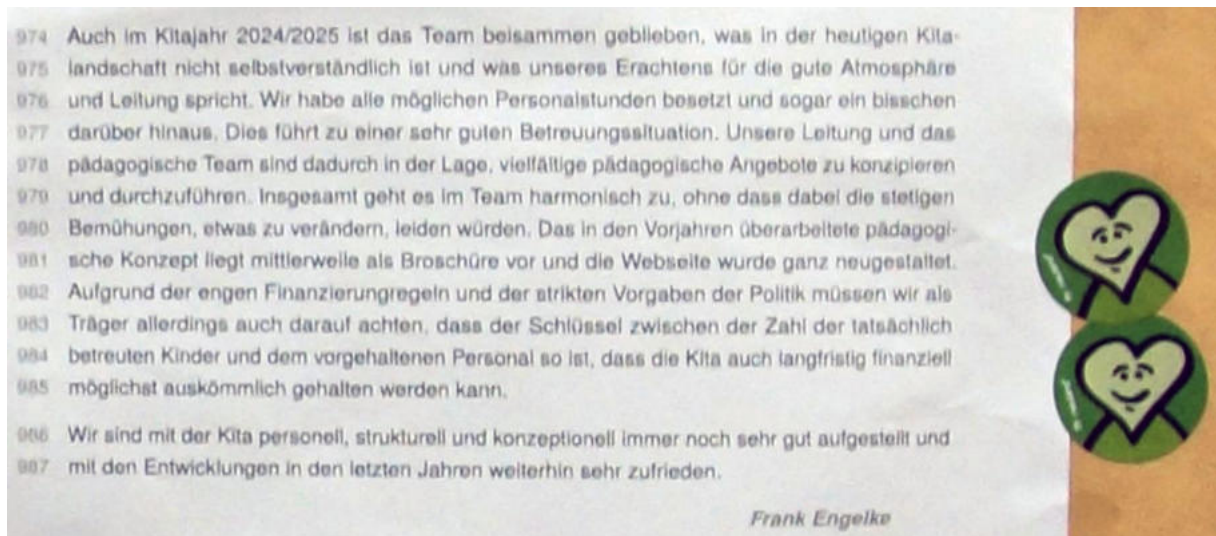 974 Auch im Kitajahr 2024/2025 ist das Team beisammen geblieben, was in der heutigen Kita-
975 landschaft nicht selbstverständlich ist und was unseres Erachtens für die gute Atmosphäre
976 und Leitung spricht. Wir habe alle möglichen Personalstunden besetzt und sogar ein bisschen
977 darüber hinaus. Dies führt zu einer sehr guten Betreuungssituation. Unsere Leitung und das
978 pädagogische Team sind dadurch in der Lage, vielfältige pädagogische Angebote zu konzipieren
979 und durchzuführen. Insgesamt geht es im Team harmonisch zu, ohne dass dabei die stetigen
980 Bemühungen, etwas zu verändern, leiden würden. Das in den Vorjahren überarbeitete pädagogi-
981 sche Konzept liegt mittlerweile als Broschüre vor und die Webseite wurde ganz neugestaltet.
982 Aufgrund der engen Finanzierungregeln und der strikten Vorgaben der Politik müssen wir als
983 Träger allerdings auch darauf achten, dass der Schlüssel zwischen der Zahl der tatsächlich
984 betreuten Kinder und dem vorgehaltenen Personal so ist, dass die Kita auch langfristig finanziell
985 möglichst auskömmlich gehalten werden kann.
986 Wir sind mit der Kita personell, strukturell und konzeptionell immer noch sehr gut aufgestellt und
987 mit den Entwicklungen in den letzten Jahren weiterhin sehr zufrieden.
Frank Engelke